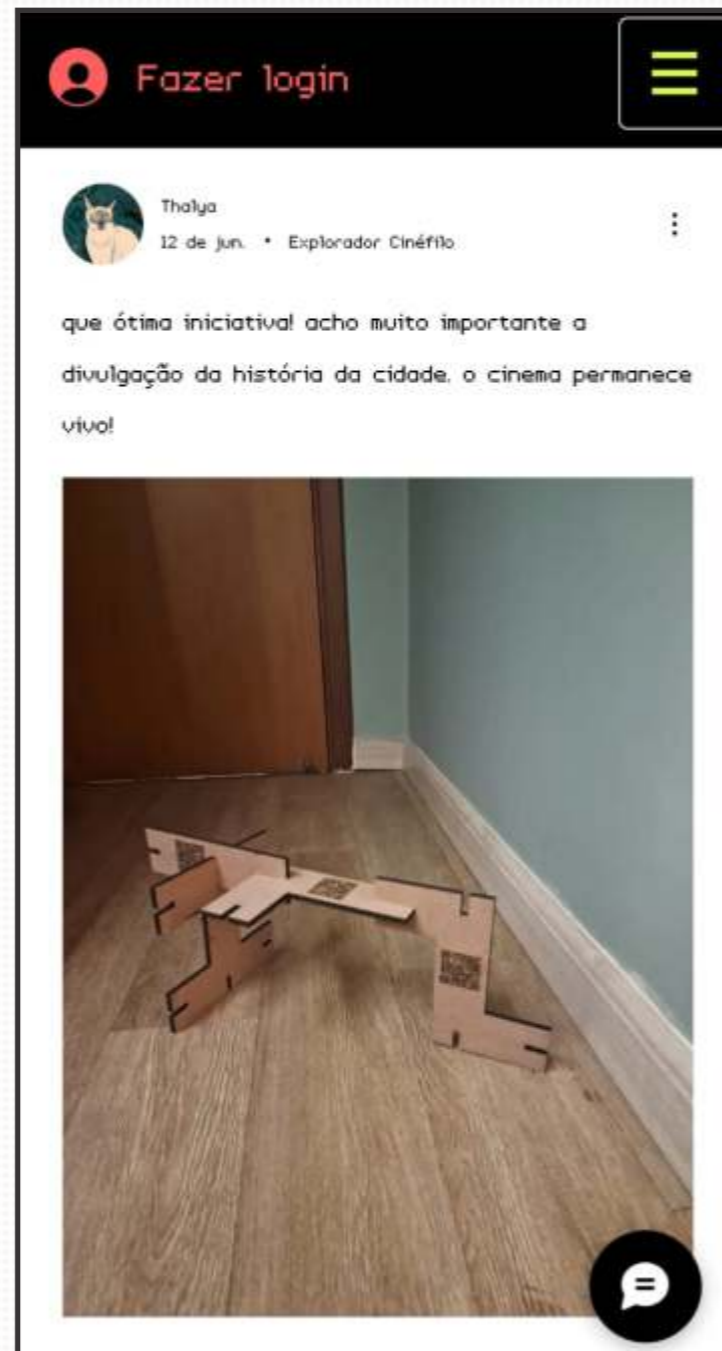 Fazer login
Thalya
12 de jun. • Explorador Cinéfilo
que ótima iniciativa! acho muito importante a
divulgação da história da cidade. o cinema permanece
vivo!